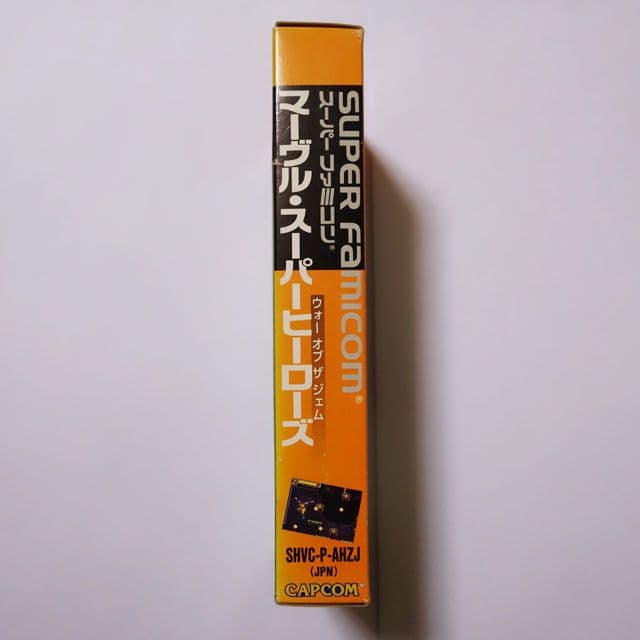 SUPER Famicom®
スーパーファミコン®
マーヴル・スーパーヒーローズ
ウォー オブ ザ ジェム
SHVC-P-AHZJ
(JPN)
CAPCOM